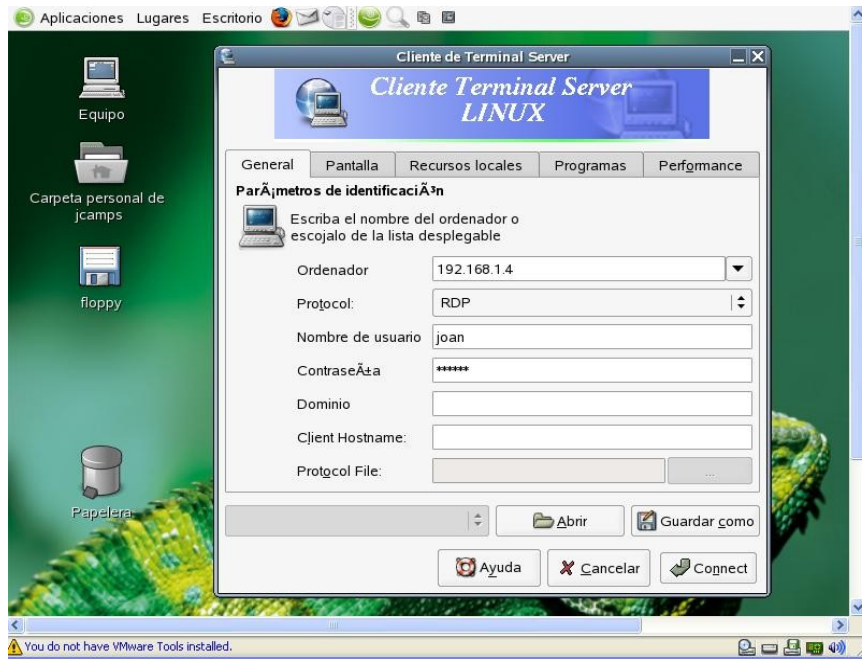 Aplicaciones Lugares Escritorio
Equipo
Carpeta personal de
jcamps
floppy
Papelera
Cliente de Terminal Server
Cliente Terminal Server
LINUX
General Pantalla Recursos locales Programas Performance
ParÃ¡metros de identificaciÃ³n
Escriba el nombre del ordenador o
escojalo de la lista desplegable
Ordenador 192.168.1.4
Protocol: RDP
Nombre de usuario joan
ContraseÃ±a ******
Dominio
Client Hostname:
Protocol File: ...
Abrir Guardar como
Ayuda Cancelar Connect
You do not have VMware Tools installed.